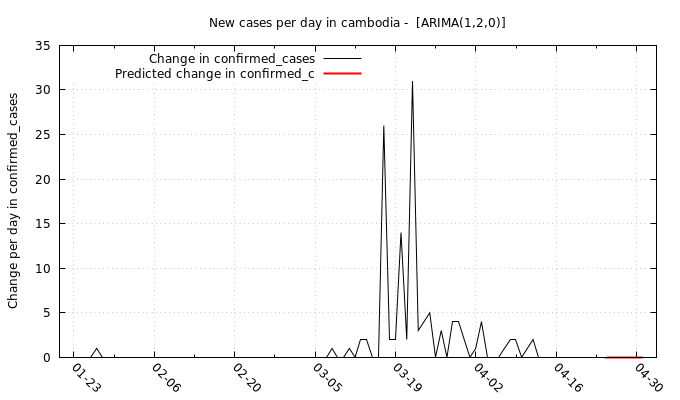 New cases per day in cambodia -  [ARIMA(1,2,0)]
Change in confirmed_cases
Predicted change in confirmed_c
Change per day in confirmed_cases
35
30
25
20
15
10
5
0
01-23 02-06 02-20 03-05 03-19 04-02 04-16 04-30